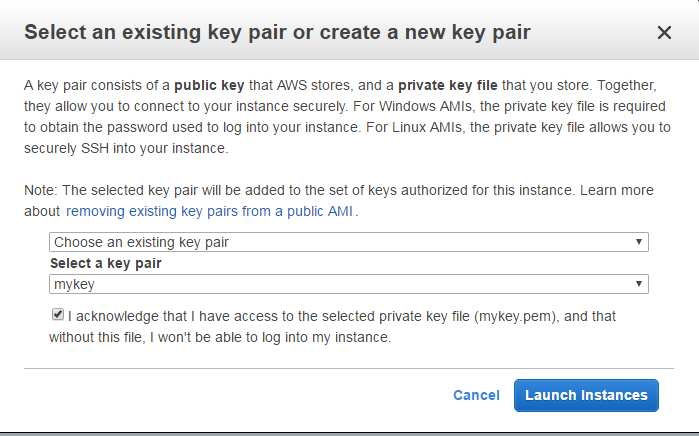 Select an existing key pair or create a new key pair
A key pair consists of a public key that AWS stores, and a private key file that you store. Together,
they allow you to connect to your instance securely. For Windows AMIs, the private key file is required
to obtain the password used to log into your instance. For Linux AMIs, the private key file allows you to
securely SSH into your instance.
Note: The selected key pair will be added to the set of keys authorized for this instance. Learn more
about removing existing key pairs from a public AMI.
Choose an existing key pair
Select a key pair
mykey
I acknowledge that I have access to the selected private key file (mykey.pem), and that
without this file, I won't be able to log into my instance.
Cancel Launch Instances